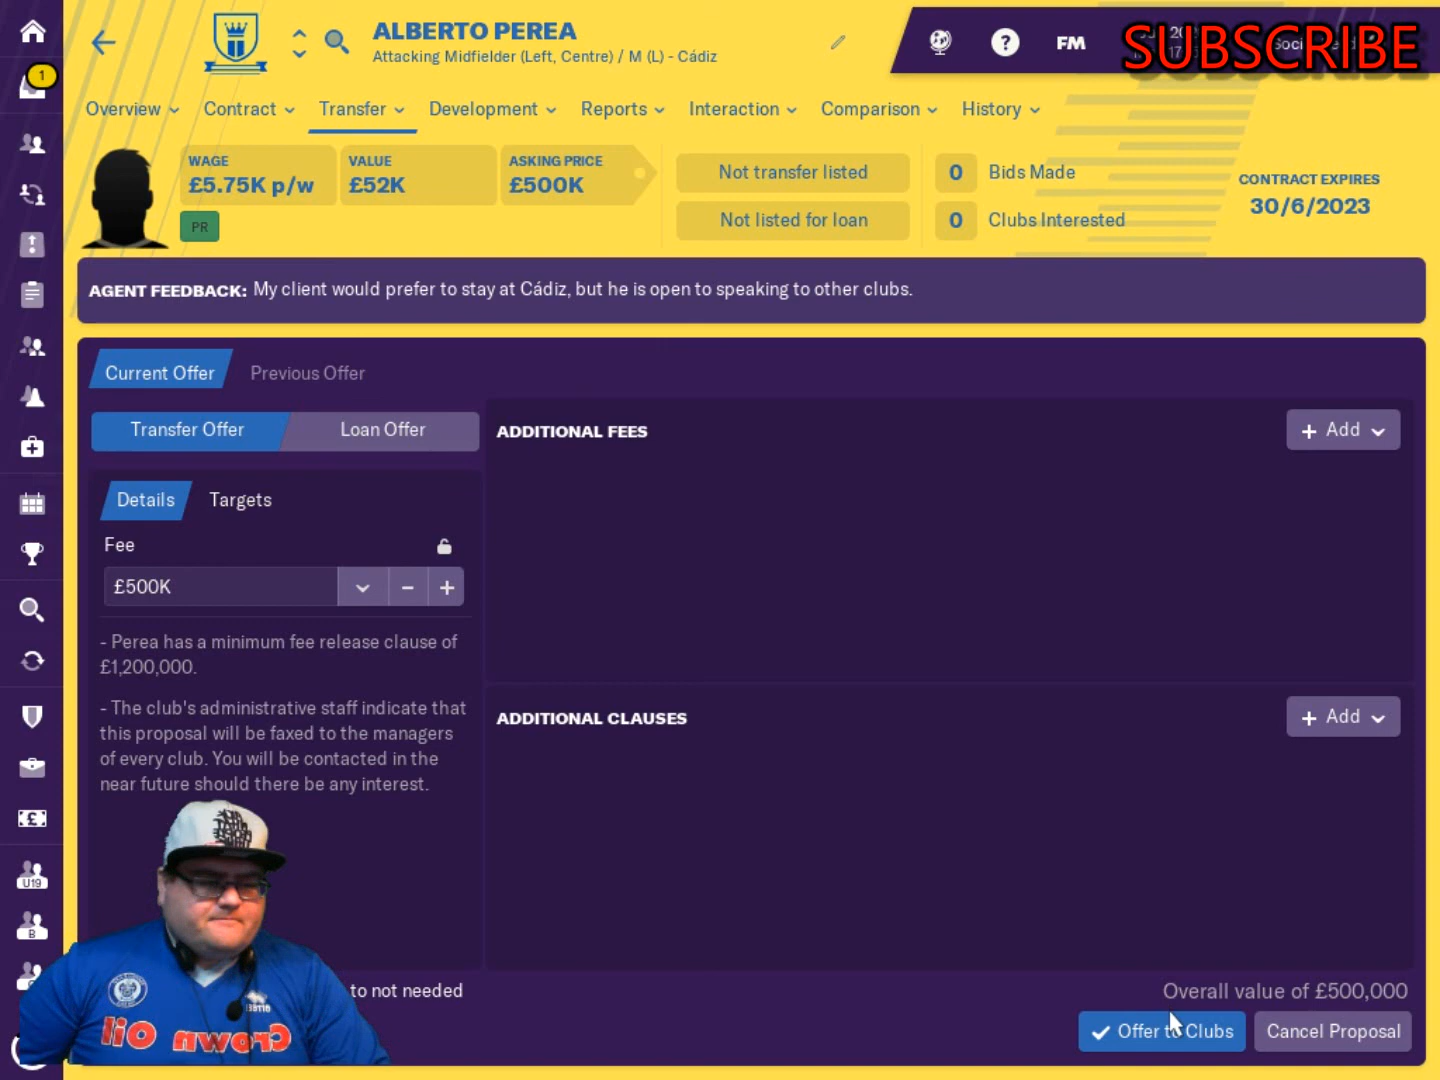 ALBERTO PEREA
Attacking Midfielder (Left, Centre) / M (L) - Cádiz
FM
SUBSCRIBE
1
Overview
Contract
Transfer
Development
Reports
Interaction
Comparison
History
WAGE
£5.75K p/w
VALUE
£52K
ASKING PRICE
£500K
PR
Not transfer listed
Not listed for loan
0 Bids Made
0 Clubs Interested
CONTRACT EXPIRES
30/6/2023
AGENT FEEDBACK: My client would prefer to stay at Cádiz, but he is open to speaking to other clubs.
Current Offer
Previous Offer
Transfer Offer
Loan Offer
Details
Targets
Fee
£500K
- Perea has a minimum fee release clause of
£1,200,000.
- The club's administrative staff indicate that
this proposal will be faxed to the managers
of every club. You will be contacted in the
near future should there be any interest.
ADDITIONAL FEES
+ Add
ADDITIONAL CLAUSES
+ Add
U19
B
to not needed
Overall value of £500,000
Offer to Clubs
Cancel Proposal
Crown Oil